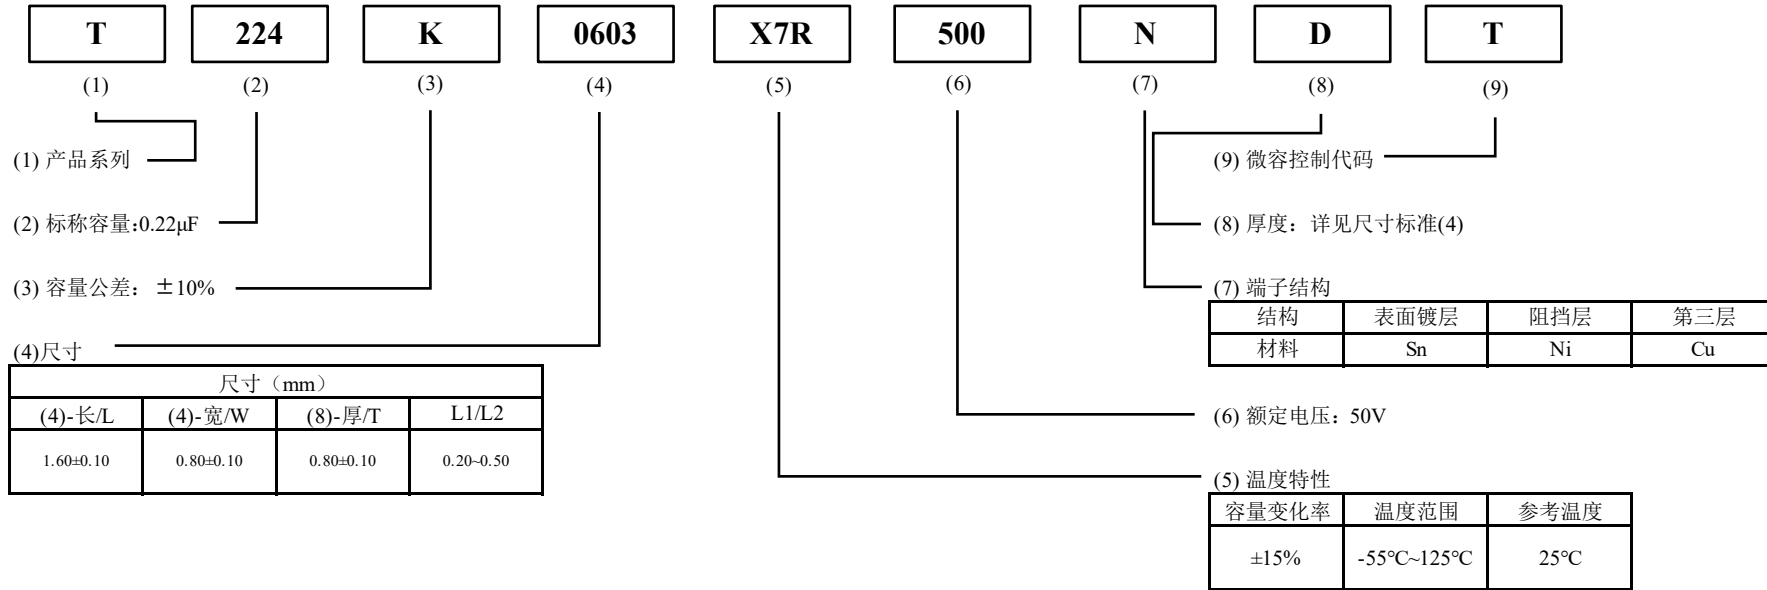 T 224 K 0603 X7R 500 N D T
(1) (2) (3) (4) (5) (6) (7) (8) (9)
(1) 产品系列
(2) 标称容量:0.22μF
(3) 容量公差： ±10%
(4)尺寸
尺寸（mm）
(4)-长/L (4)-宽/W (8)-厚/T L1/L2
1.60±0.10 0.80±0.10 0.80±0.10 0.20~0.50
(9) 微容控制代码
(8) 厚度：详见尺寸标准(4)
(7) 端子结构
结构 表面镀层 阻挡层 第三层
材料 Sn Ni Cu
(6) 额定电压：50V
(5) 温度特性
容量变化率 温度范围 参考温度
±15% -55℃~125℃ 25℃